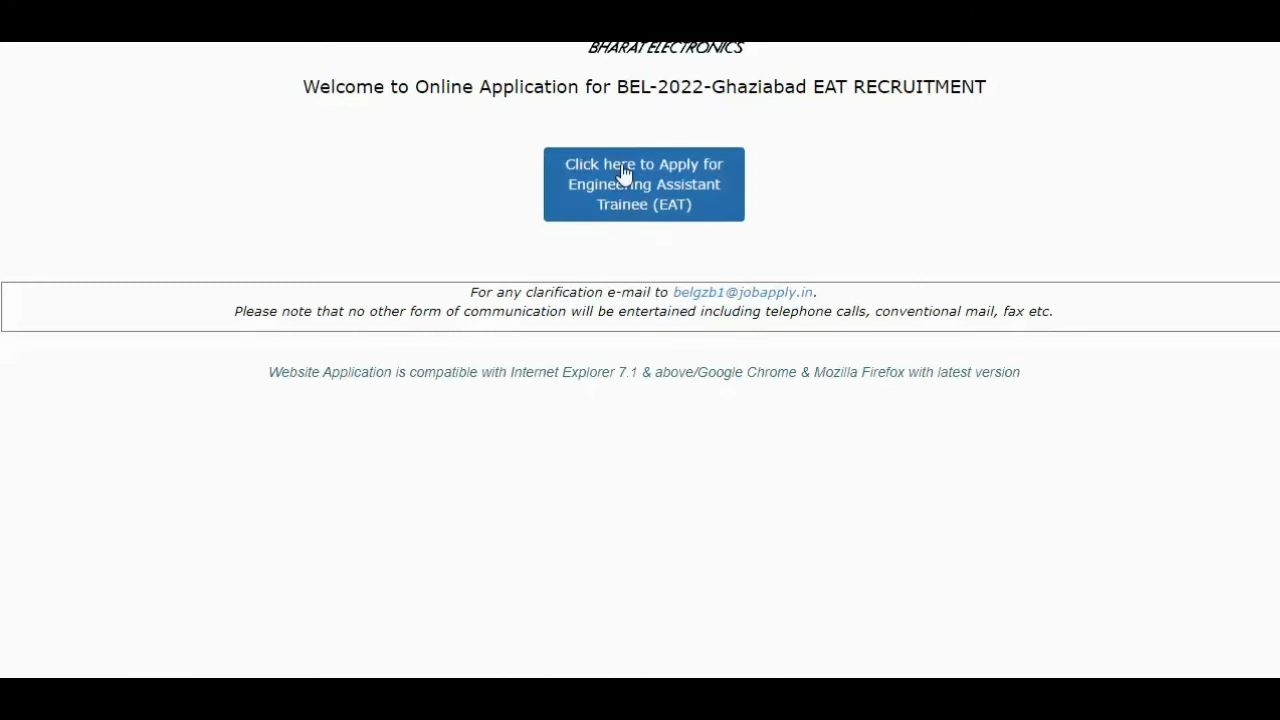 BHARAT ELECTRONICS
Welcome to Online Application for BEL-2022-Ghaziabad EAT RECRUITMENT
Click here to Apply for
Engineering Assistant
Trainee (EAT)
For any clarification e-mail to belgzb1@jobapply.in.
Please note that no other form of communication will be entertained including telephone calls, conventional mail, fax etc.
Website Application is compatible with Internet Explorer 7.1 & above/Google Chrome & Mozilla Firefox with latest version